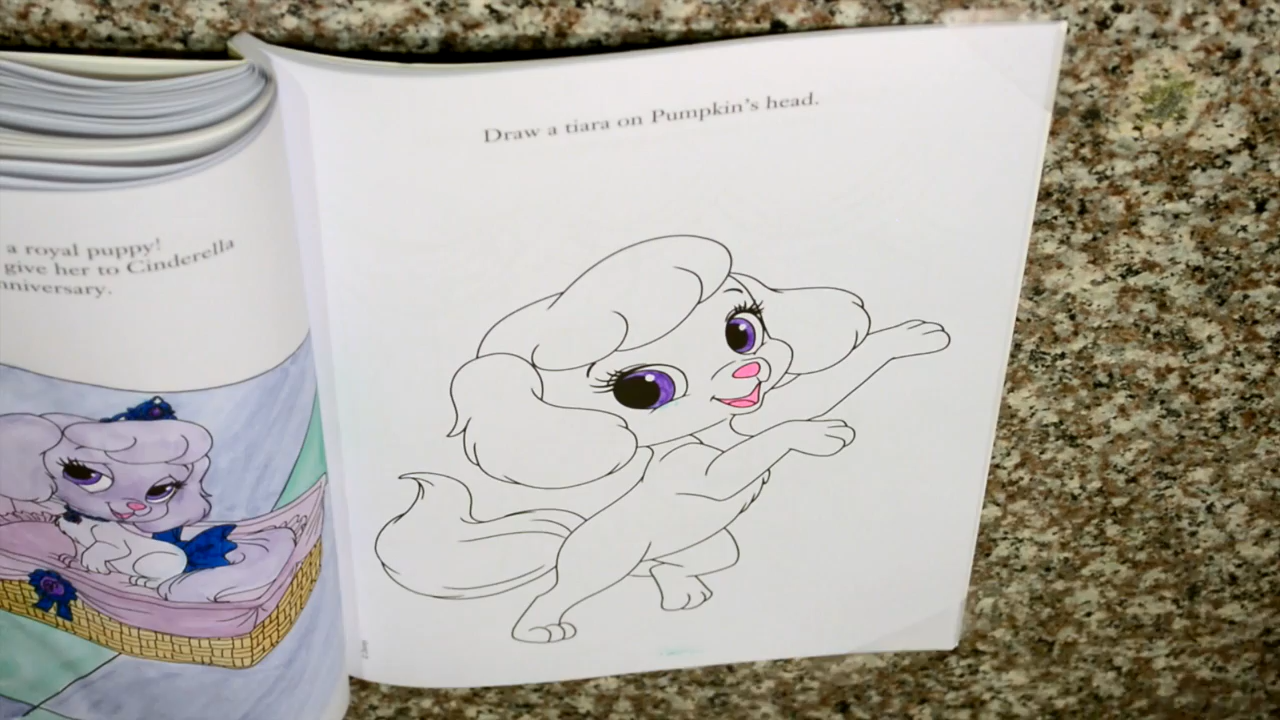 a royal puppy!
give her to Cinderella
nniversary.
Draw a tiara on Pumpkin's head.